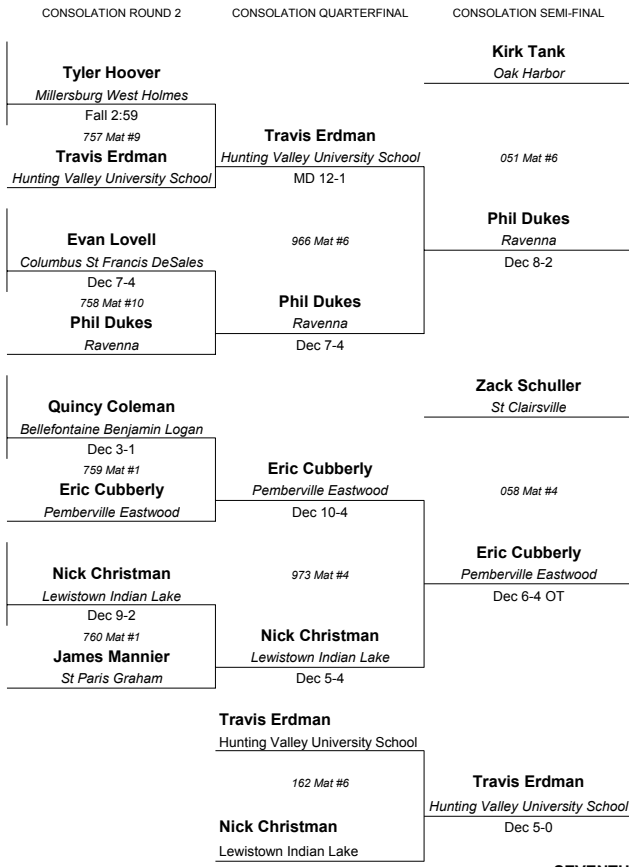 CONSOLATION ROUND 2
CONSOLATION QUARTERFINAL
CONSOLATION SEMI-FINAL
Tyler Hoover
Millersburg West Holmes
Fall 2:59
757 Mat #9
Travis Erdman
Hunting Valley University School
Evan Lovell
Columbus St Francis DeSales
Dec 7-4
758 Mat #10
Phil Dukes
Ravenna
Quincy Coleman
Bellefontaine Benjamin Logan
Dec 3-1
759 Mat #1
Eric Cubberly
Pemberville Eastwood
Nick Christman
Lewistown Indian Lake
Dec 9-2
760 Mat #1
James Mannier
St Paris Graham
Travis Erdman
Hunting Valley University School
MD 12-1
966 Mat #6
Phil Dukes
Ravenna
Dec 7-4
Eric Cubberly
Pemberville Eastwood
Dec 10-4
973 Mat #4
Nick Christman
Lewistown Indian Lake
Dec 5-4
Kirk Tank
Oak Harbor
051 Mat #6
Phil Dukes
Ravenna
Dec 8-2
Zack Schuller
St Clairsville
058 Mat #4
Eric Cubberly
Pemberville Eastwood
Dec 6-4 OT
Travis Erdman
Hunting Valley University School
162 Mat #6
Nick Christman
Lewistown Indian Lake
Travis Erdman
Hunting Valley University School
Dec 5-0